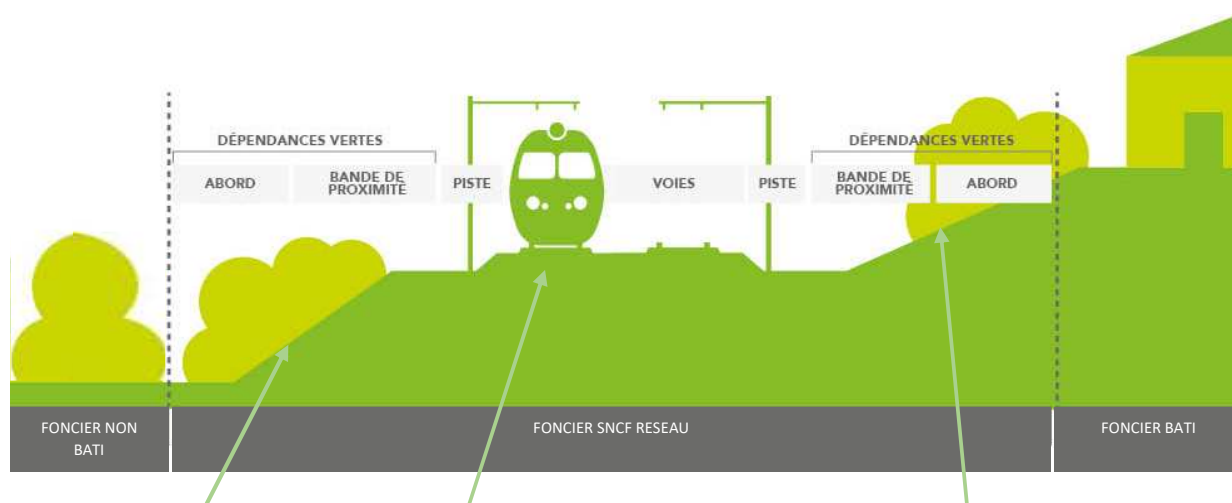 DÉPENDANCES VERTES
DÉPENDANCES VERTES
ABORD
BANDE DE
PROXIMITÉ
PISTE
VOIES
PISTE
BANDE DE
PROXIMITÉ
ABORD
FONCIER NON
BATI
FONCIER SNCF RESEAU
FONCIER BATI